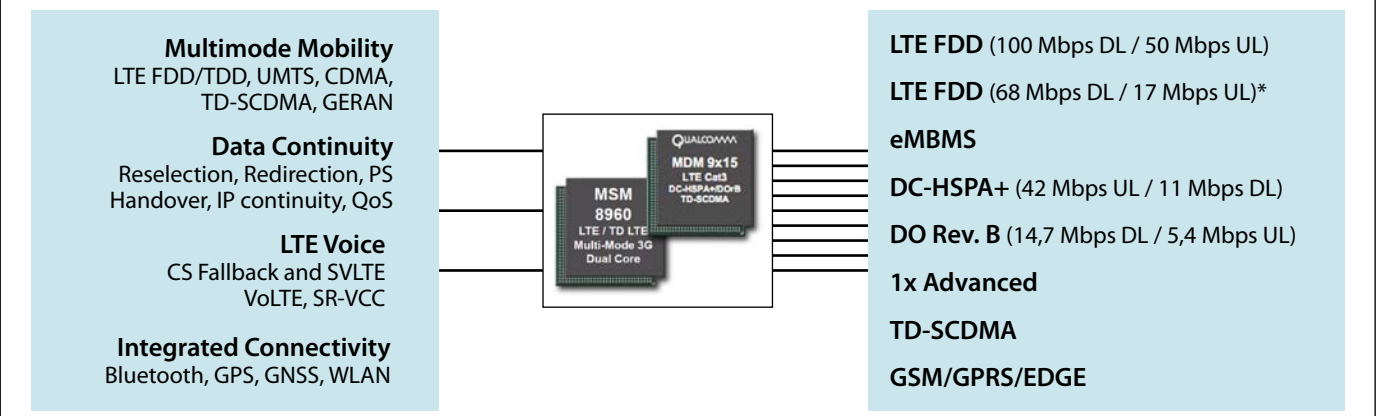 Multimode Mobility
LTE FDD/TDD, UMTS, CDMA,
TD-SCDMA, GERAN
Data Continuity
Reselection, Redirection, PS
Handover, IP continuity, QoS
LTE Voice
CS Fallback and SVLTE
VoLTE, SR-VCC
Integrated Connectivity
Bluetooth, GPS, GNSS, WLAN
QUALCOMM
MDM 9x15
LTE Cat3
DC-HSPA+/DOrB
TD-SCDMA
MSM
8960
LTE / TD LTE
Multi-Mode 3G
Dual Core
LTE FDD (100 Mbps DL / 50 Mbps UL)
LTE FDD (68 Mbps DL / 17 Mbps UL)*
eMBMS
DC-HSPA+ (42 Mbps UL / 11 Mbps DL)
DO Rev. B (14,7 Mbps DL / 5,4 Mbps UL)
1x Advanced
TD-SCDMA
GSM/GPRS/EDGE